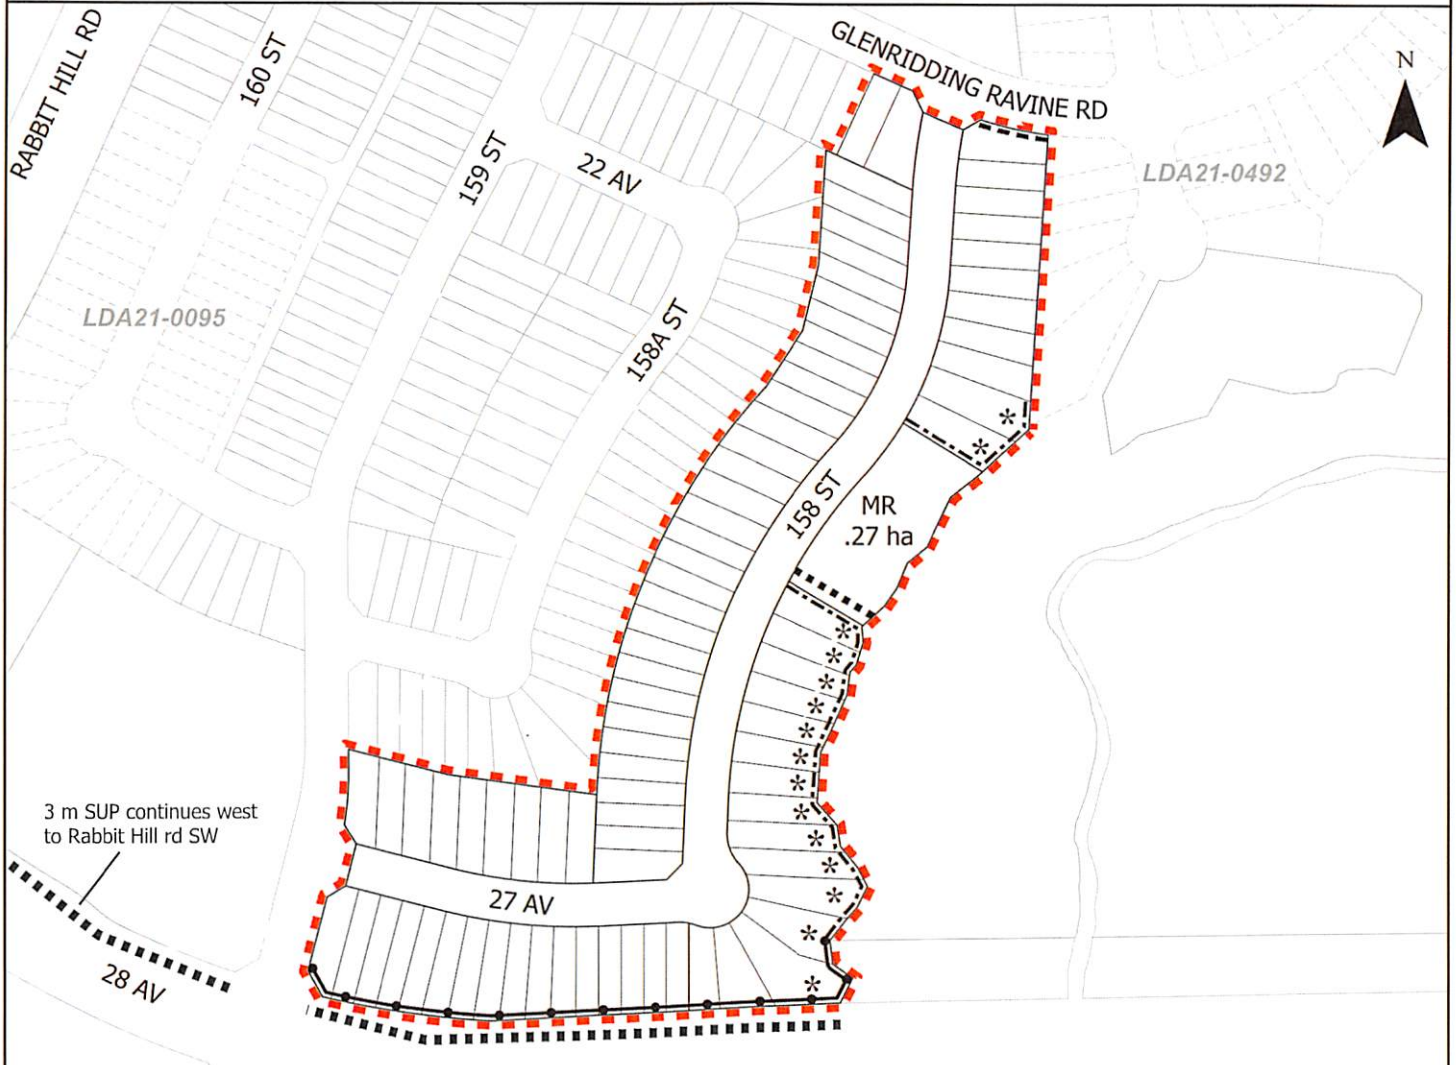 GLENRIDDING RAVINE RD
N
RABBIT HILL RD
160 ST
159 ST
22 AV
LDA21-0492
LDA21-0095
158A ST
158 ST
MR
.27 ha
3 m SUP continues west
to Rabbit Hill rd SW
27 AV
28 AV